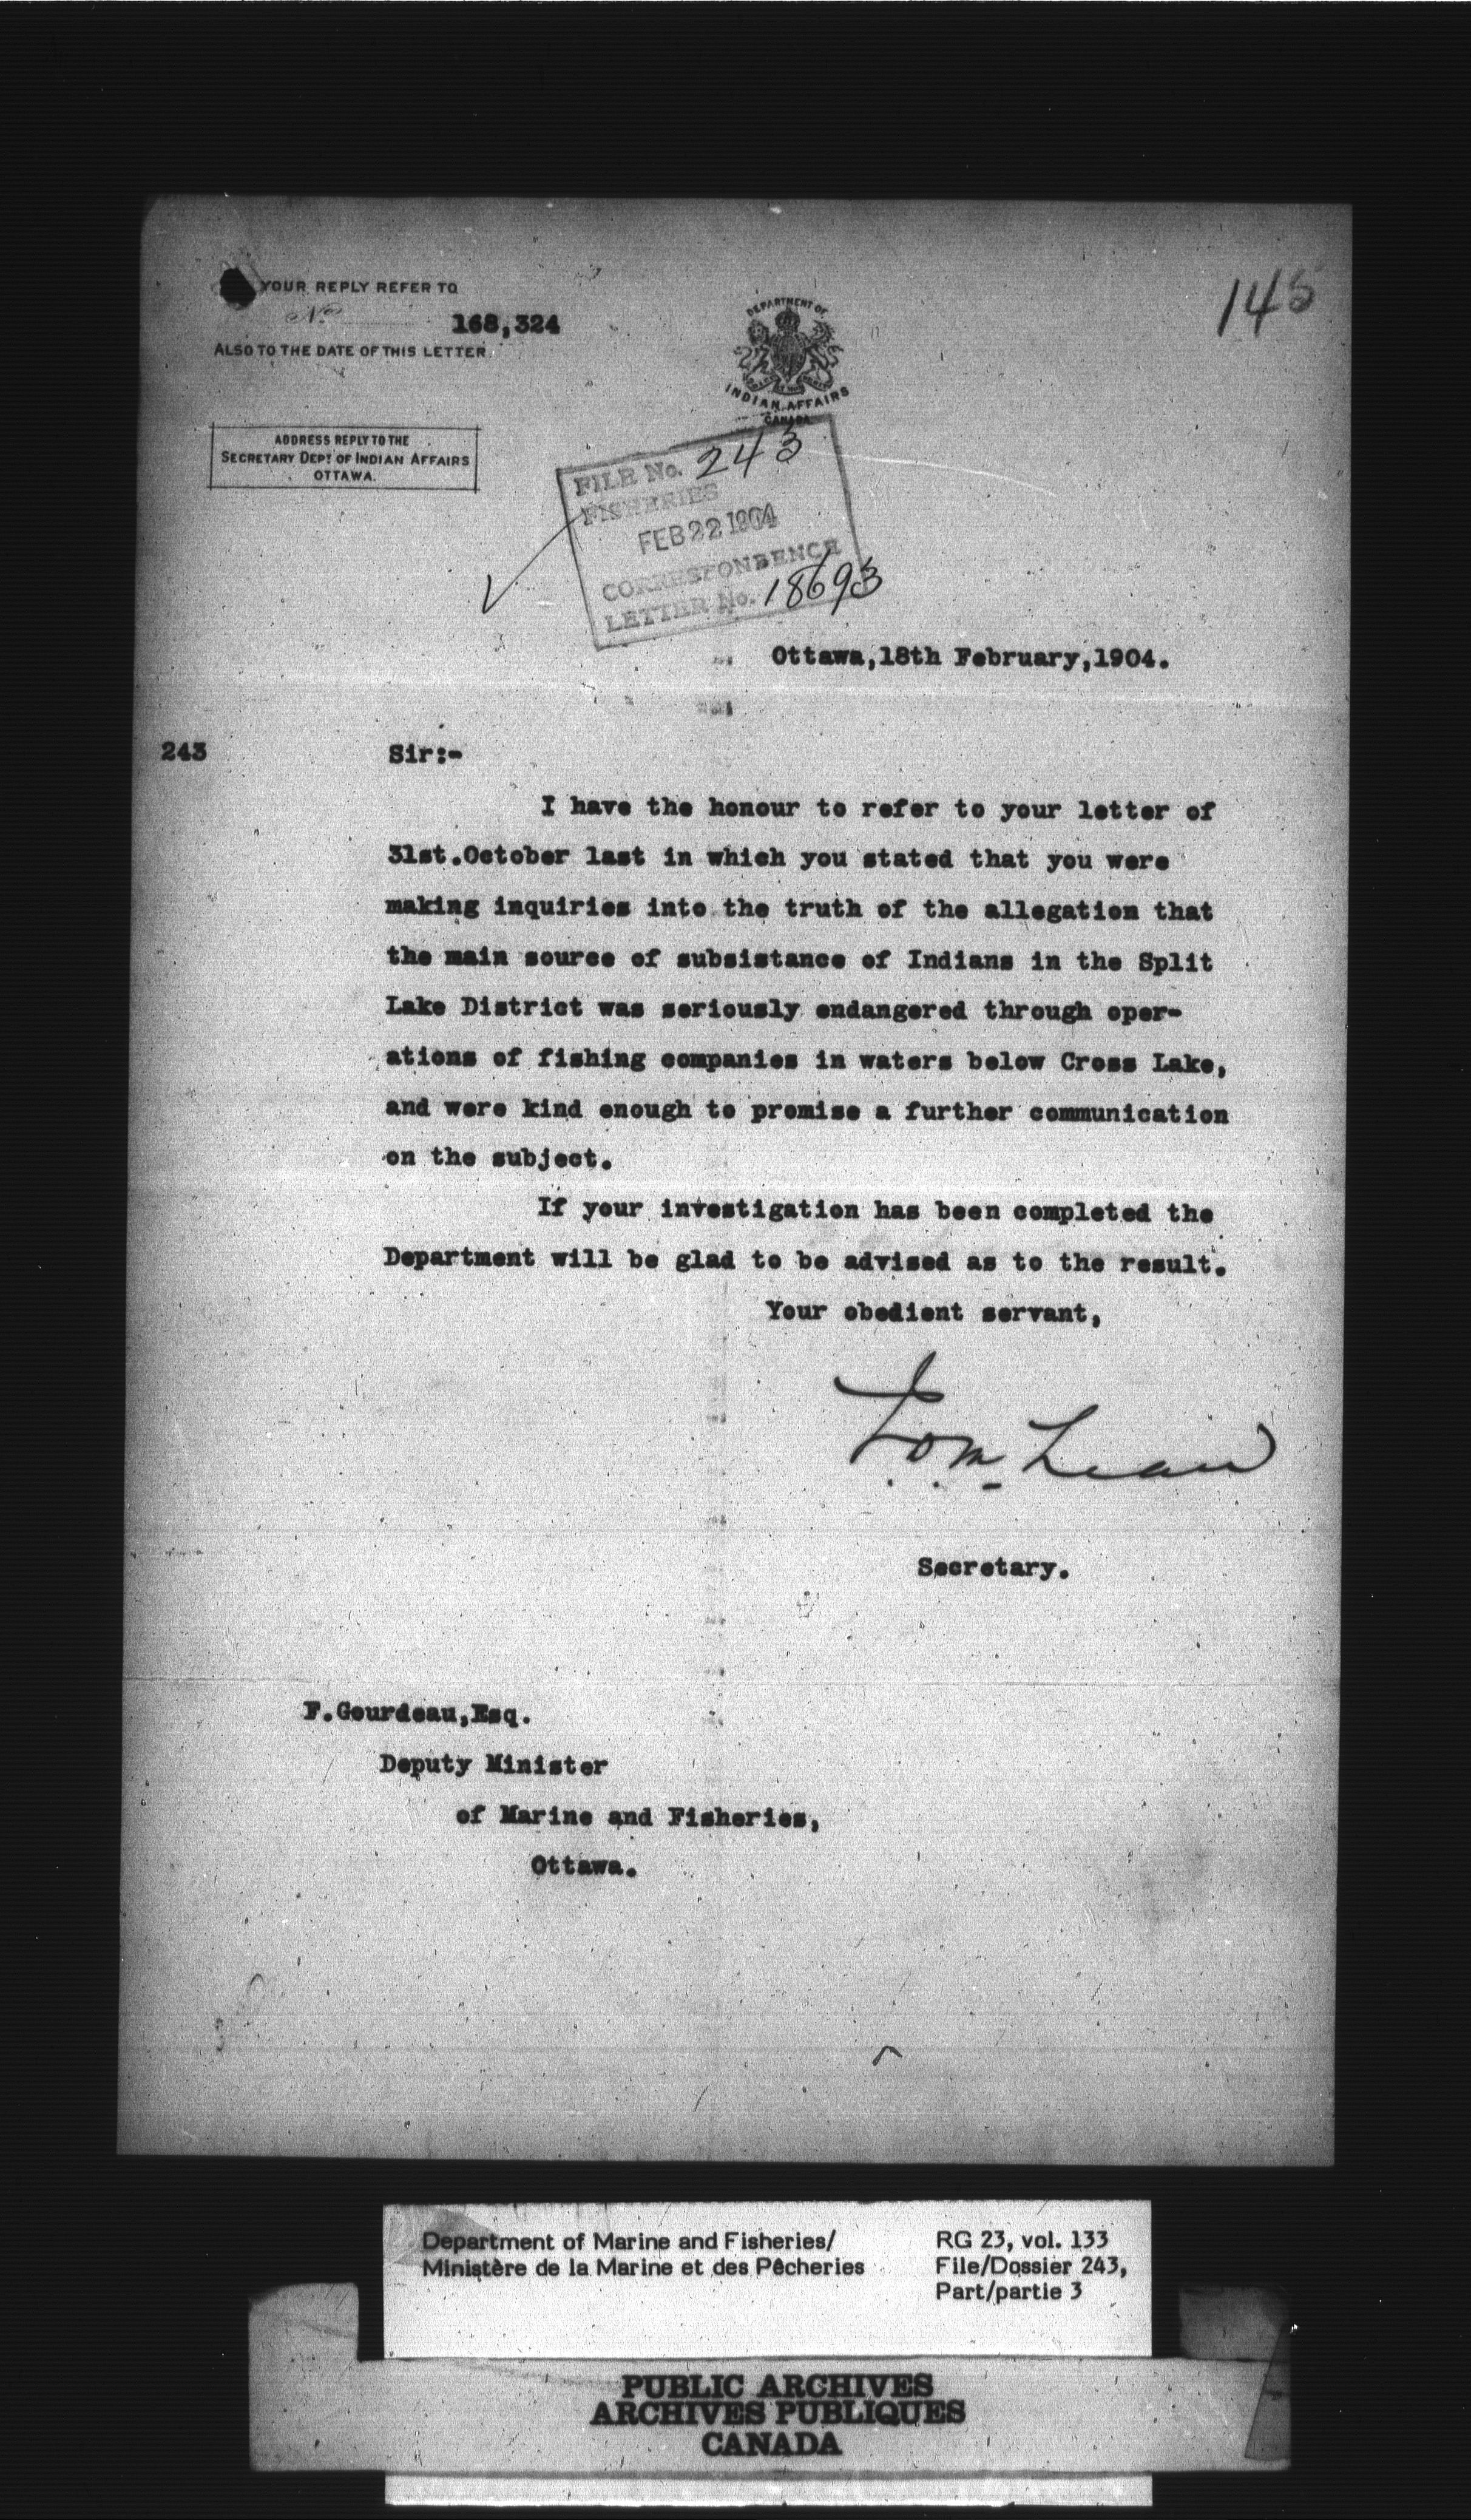 YOUR REPLY REFER TO
No. 168,324
ALSO TO THE DATE OF THIS LETTER
145
DEPARTMENT OF
INDIAN AFFAIRS
CANADA
ADDRESS REPLY TO THE
SECRETARY DEPT OF INDIAN AFFAIRS
OTTAWA.
FILE No. 243
FISHERIES
FEB 22 1904
CORRESPONDENCE
LETTER No. 18693
Ottawa,18th February,1904.
243
Sir:-
I have the honour to refer to your letter of
31st.October last in which you stated that you were
making inquiries into the truth of the allegation that
the main source of subsistance of Indians in the Split
Lake District was seriously endangered through oper-
ations of fishing companies in waters below Cross Lake,
and were kind enough to promise a further communication
on the subject.
If your investigation has been completed the
Department will be glad to be advised as to the result.
Your obedient servant,
Secretary.
F.Gourdeau,Esq.
Deputy Minister
of Marine and Fisheries,
Ottawa.
Department of Marine and Fisheries/
Ministère de la Marine et des Pêcheries
RG 23, vol. 133
File/Dossier 243,
Part/partie 3
PUBLIC ARCHIVES
ARCHIVES PUBLIQUES
CANADA